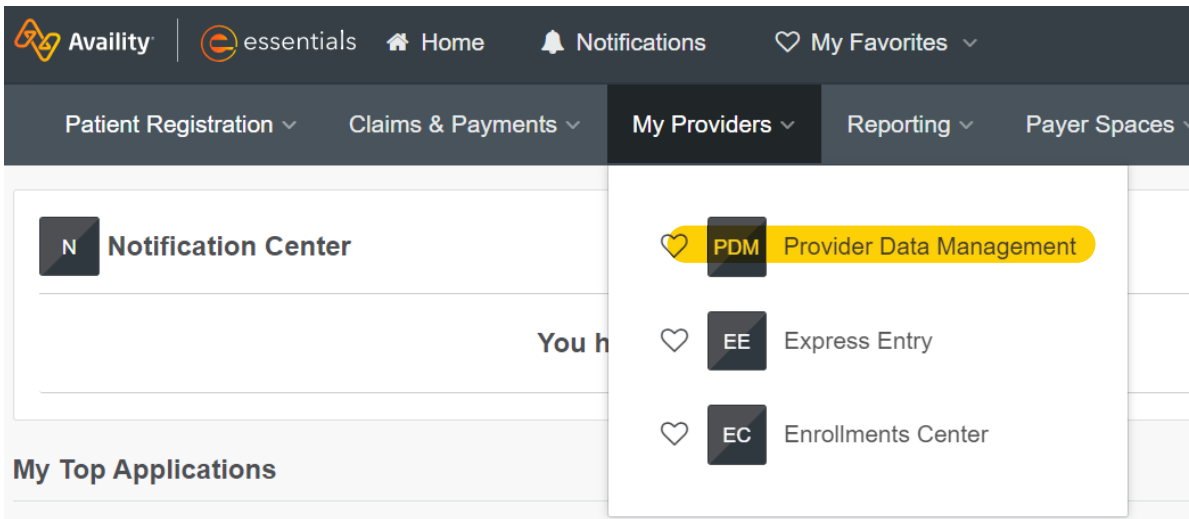 Availity essentials Home Notifications My Favorites
Patient Registration Claims & Payments My Providers Reporting Payer Spaces
N Notification Center
PDM Provider Data Management
You h
EE Express Entry
EC Enrollments Center
My Top Applications